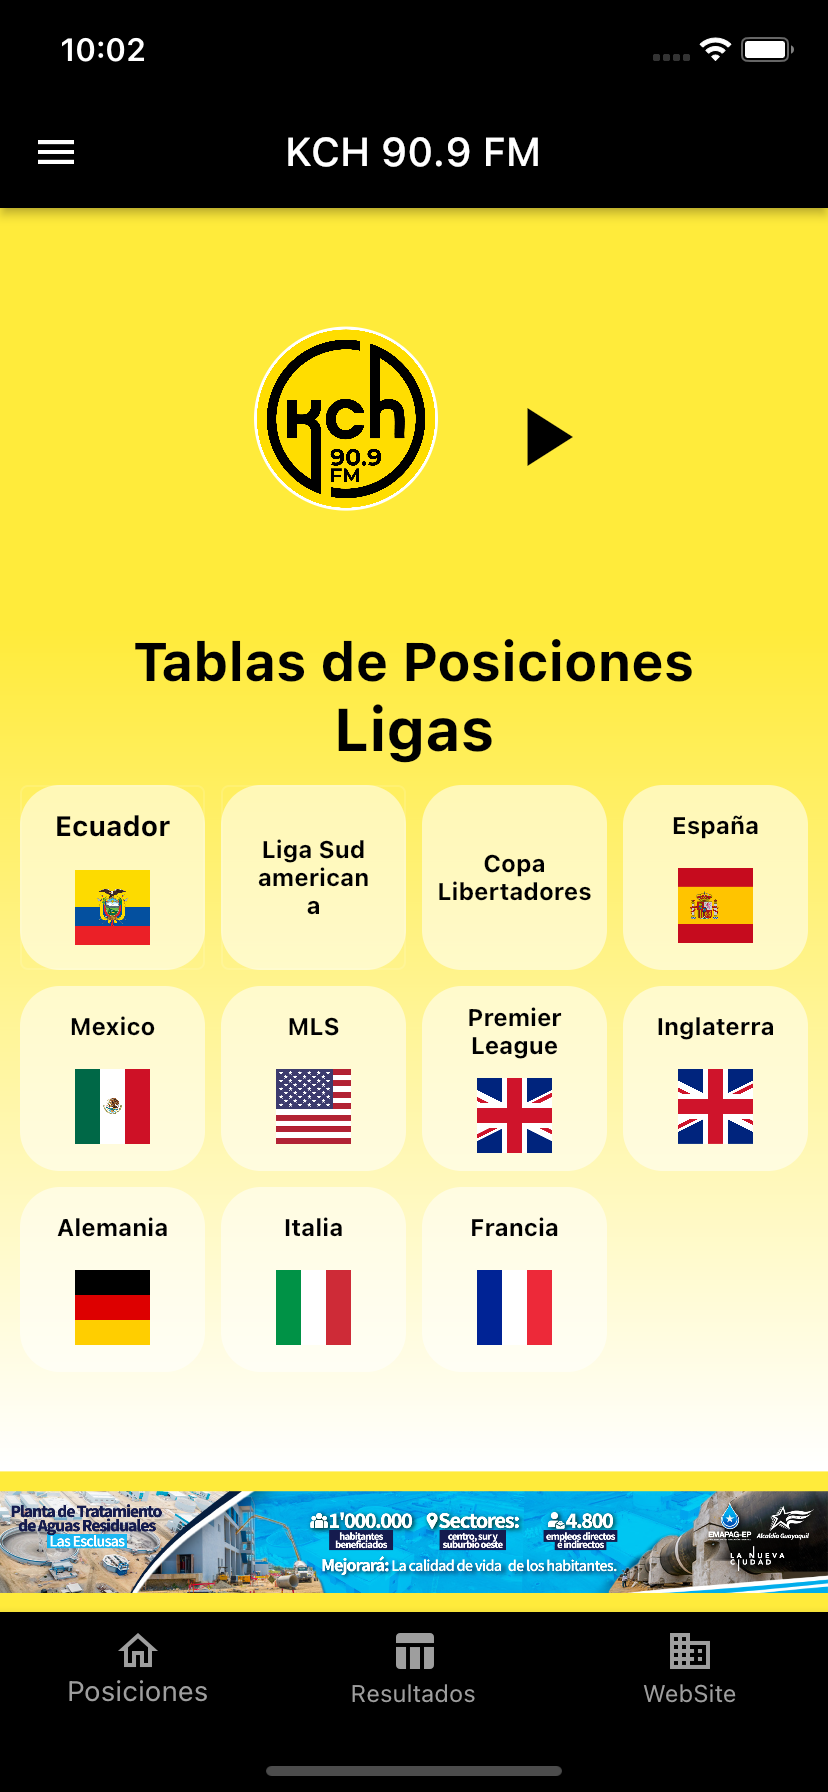 10:02
KCH 90.9 FM
kch
90.9
FM
Tablas de Posiciones
Ligas
Ecuador
Liga Sud
american
a
Copa
Libertadores
España
Mexico
MLS
Premier
League
Inglaterra
Alemania
Italia
Francia
Planta de Tratamiento
de Aguas Residuales
Las Esclusas
1'000.000
habitantes
beneficiados
Sectores:
centro, sur y
suburbio oeste
4.800
empleos directos
e indirectos
Mejorará: La calidad de vida de los habitantes.
EMAPAG-EP
Alcaldía Guayaquil
LA NUEVA
CIUDAD
Posiciones
Resultados
WebSite